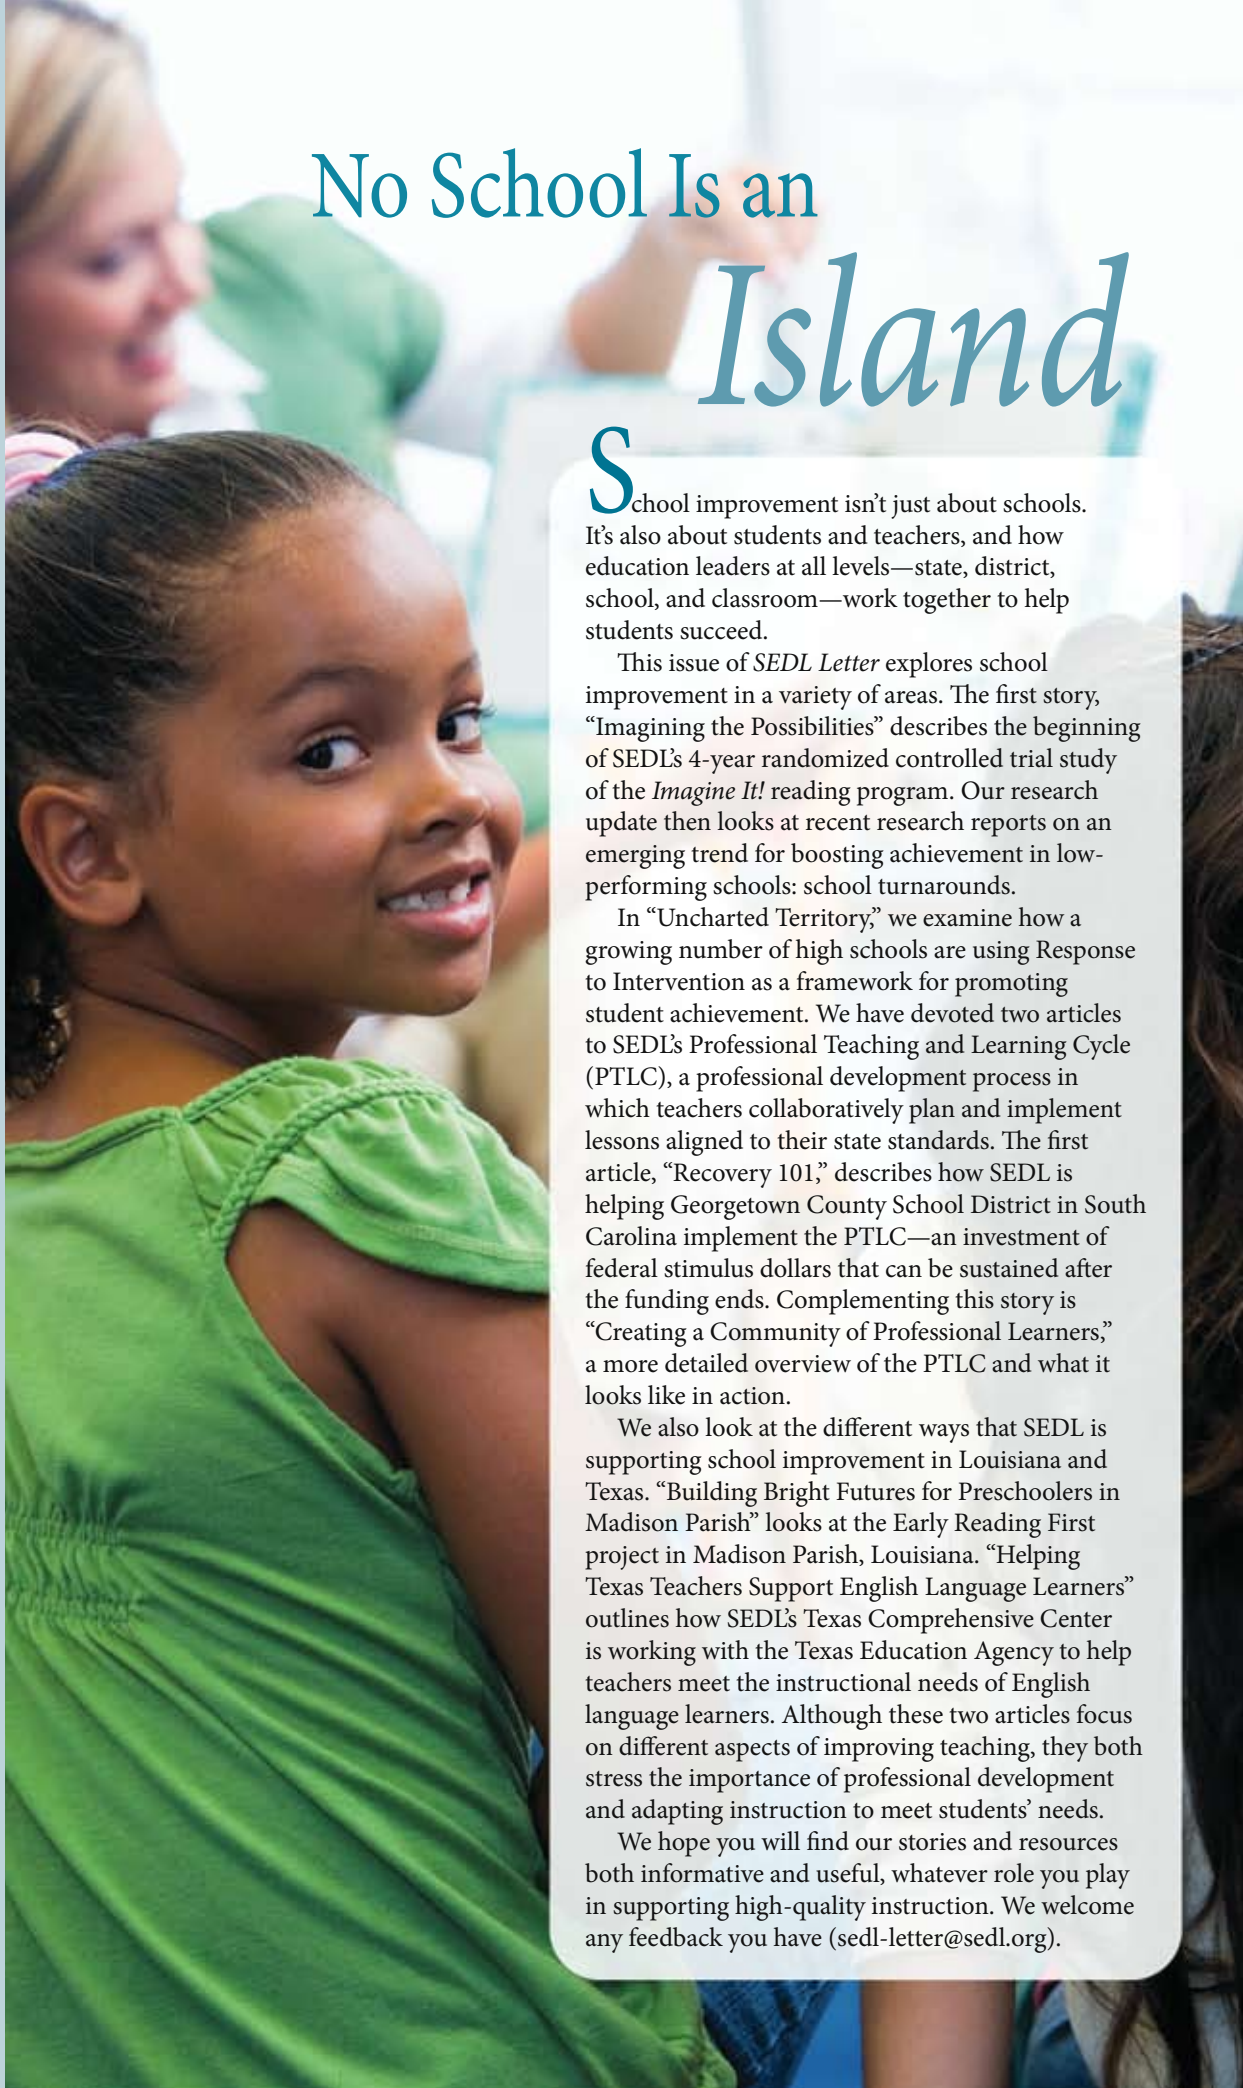 No School Is an
Island
School improvement isn’t just about schools.
It’s also about students and teachers, and how
education leaders at all levels—state, district,
school, and classroom—work together to help
students succeed.
This issue of SEDL Letter explores school
improvement in a variety of areas. The first story,
“Imagining the Possibilities” describes the beginning
of SEDL’s 4-year randomized controlled trial study
of the Imagine It! reading program. Our research
update then looks at recent research reports on an
emerging trend for boosting achievement in low-
performing schools: school turnarounds.
In “Uncharted Territory,” we examine how a
growing number of high schools are using Response
to Intervention as a framework for promoting
student achievement. We have devoted two articles
to SEDL’s Professional Teaching and Learning Cycle
(PTLC), a professional development process in
which teachers collaboratively plan and implement
lessons aligned to their state standards. The first
article, “Recovery 101,” describes how SEDL is
helping Georgetown County School District in South
Carolina implement the PTLC—an investment of
federal stimulus dollars that can be sustained after
the funding ends. Complementing this story is
“Creating a Community of Professional Learners,”
a more detailed overview of the PTLC and what it
looks like in action.
We also look at the different ways that SEDL is
supporting school improvement in Louisiana and
Texas. “Building Bright Futures for Preschoolers in
Madison Parish” looks at the Early Reading First
project in Madison Parish, Louisiana. “Helping
Texas Teachers Support English Language Learners”
outlines how SEDL’s Texas Comprehensive Center
is working with the Texas Education Agency to help
teachers meet the instructional needs of English
language learners. Although these two articles focus
on different aspects of improving teaching, they both
stress the importance of professional development
and adapting instruction to meet students’ needs.
We hope you will find our stories and resources
both informative and useful, whatever role you play
in supporting high-quality instruction. We welcome
any feedback you have (sedl-letter@sedl.org).